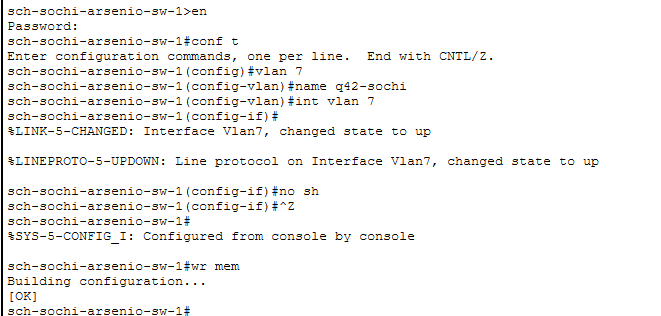 sch-sochi-arsenio-sw-1>en
Password:
sch-sochi-arsenio-sw-1#conf t
Enter configuration commands, one per line.  End with CNTL/Z.
sch-sochi-arsenio-sw-1(config)#vlan 7
sch-sochi-arsenio-sw-1(config-vlan)#name q42-sochi
sch-sochi-arsenio-sw-1(config-vlan)#int vlan 7
sch-sochi-arsenio-sw-1(config-if)#
%LINK-5-CHANGED: Interface Vlan7, changed state to up
%LINEPROTO-5-UPDOWN: Line protocol on Interface Vlan7, changed state to up
sch-sochi-arsenio-sw-1(config-if)#no sh
sch-sochi-arsenio-sw-1(config-if)#^Z
sch-sochi-arsenio-sw-1#
%SYS-5-CONFIG_I: Configured from console by console
sch-sochi-arsenio-sw-1#wr mem
Building configuration...
[OK]
sch-sochi-arsenio-sw-1#